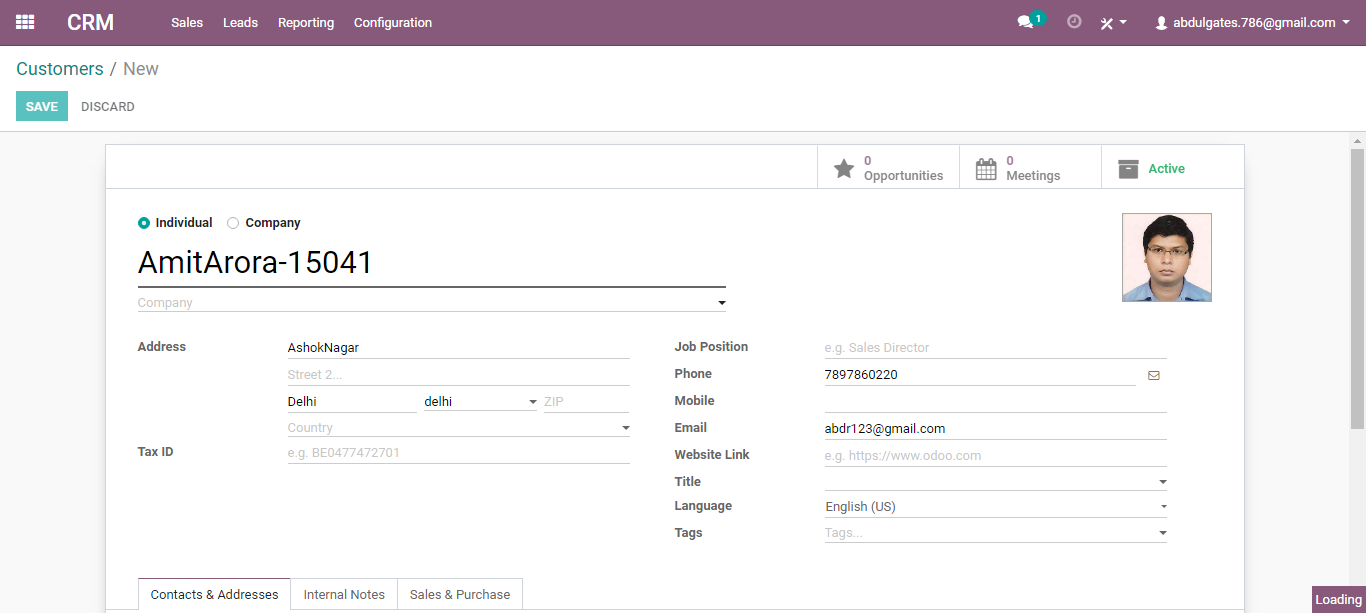 CRM Sales Leads Reporting Configuration 1 abdulgates.786@gmail.com
Customers / New
SAVE DISCARD
0 Opportunities 0 Meetings Active
Individual Company
AmitArora-15041
Company
Address AshokNagar Job Position e.g. Sales Director
Street 2... Phone 7897860220
Delhi delhi ZIP Mobile
Country Email abdr123@gmail.com
Tax ID e.g. BE0477472701 Website Link e.g. https://www.odoo.com
Title
Language English (US)
Tags Tags...
Contacts & Addresses Internal Notes Sales & Purchase
Loading